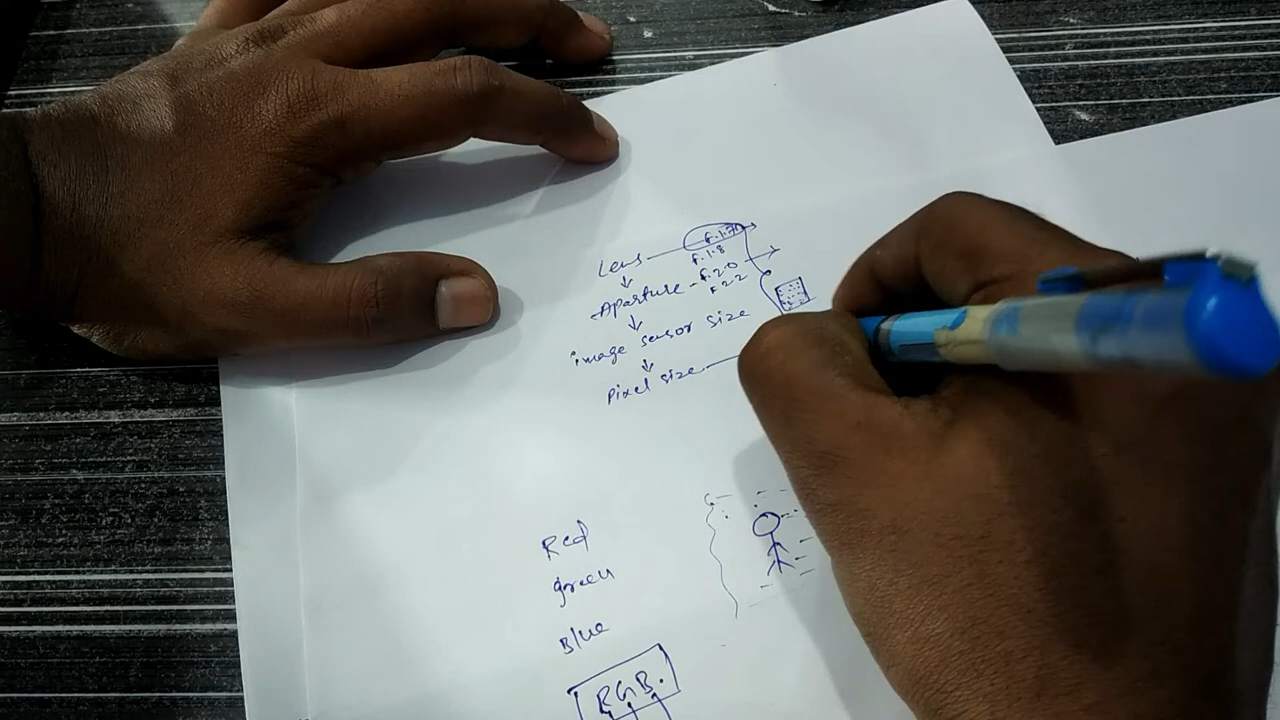 Lens — f.1.7
f.1.8
Aparture - f.2.0
f.2.2
image sensor size
Pixel size
Red
green
Blue
RGB.